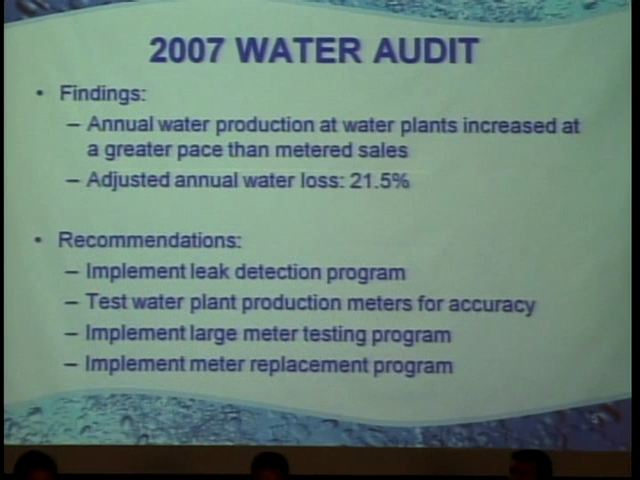 2007 WATER AUDIT
• Findings:
– Annual water production at water plants increased at
a greater pace than metered sales
– Adjusted annual water loss: 21.5%
• Recommendations:
– Implement leak detection program
– Test water plant production meters for accuracy
– Implement large meter testing program
– Implement meter replacement program